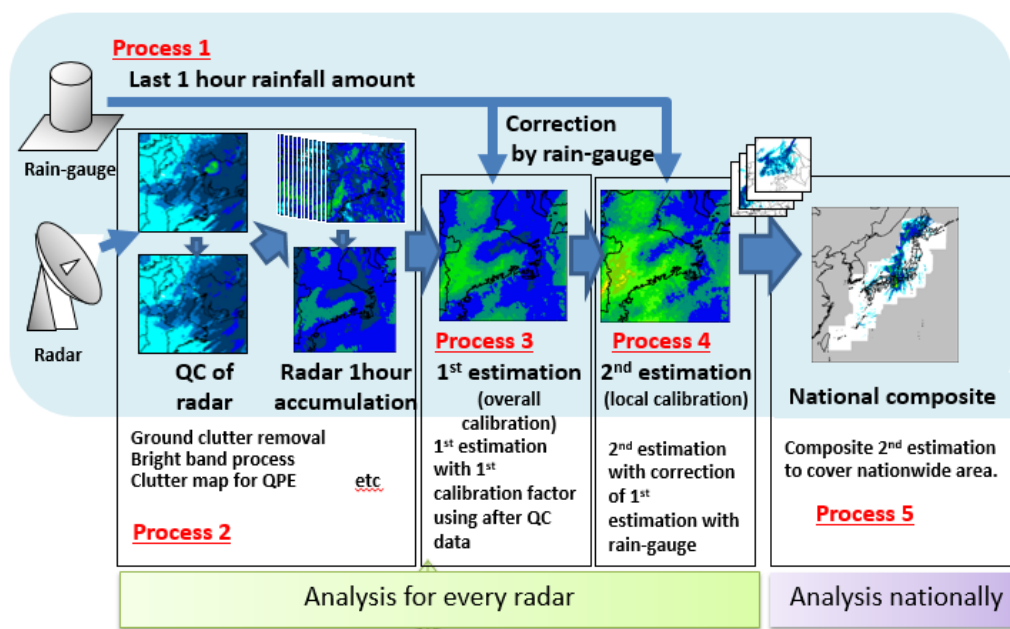 Process 1
Last 1 hour rainfall amount
Rain-gauge
Correction
by rain-gauge
Radar
QC of
radar
Radar 1hour
accumulation
Ground clutter removal
Bright band process
Clutter map for QPE etc
Process 2
Process 3
1st estimation
(overall
calibration)
1st estimation
with 1st
calibration factor
using after QC
data
Process 4
2nd estimation
(local calibration)
2nd estimation
with correction
of 1st
estimation with
rain-gauge
National composite
Composite 2nd estimation
to cover nationwide area.
Process 5
Analysis for every radar
Analysis nationally